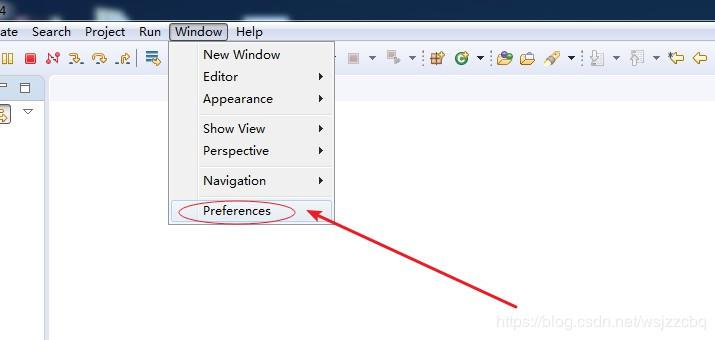 4
ate Search Project Run Window Help
New Window
Editor
Appearance
Show View
Perspective
Navigation
Preferences
https://blog.csdn.net/wsjzzcbq